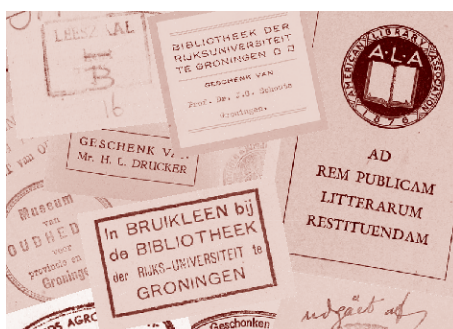 LEESZAAL
B
16
BIBLIOTHEEK DER
RIJKSUNIVERSITEIT
TE GRONINGEN
GESCHENK VAN
Prof. Dr. J.H.
Groningen.
AMERICAN LIBRARY ASSOCIATION
A·L·A
1876
AD
REM PUBLICAM
LITTERARUM
RESTITUENDAM
GESCHENK V
Mr. H. L. DRUCKER
Museum
van
OUDHED
voor
provincie en
Groninge
In BRUIKLEEN bij
de BIBLIOTHEEK
der RIJKS-UNIVERSITEIT te
GRONINGEN
AGRO
Geschonken